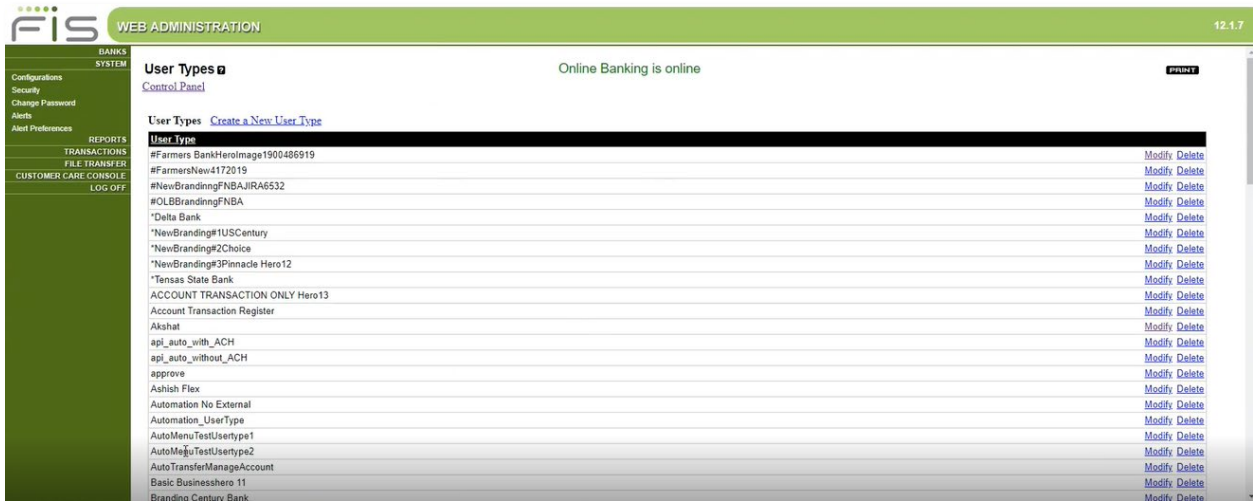 FIS WEB ADMINISTRATION 12.1.7
BANKS
SYSTEM
Configurations
Security
Change Password
Alerts
Alert Preferences
REPORTS
TRANSACTIONS
FILE TRANSFER
CUSTOMER CARE CONSOLE
LOG OFF
User Types ? Online Banking is online PRINT
Control Panel
User Types Create a New User Type
User Type
#Farmers BankHeroImage1900486919 Modify Delete
#FarmersNew4172019 Modify Delete
#NewBrandinngFNBAJIRA6532 Modify Delete
#OLBBrandinngFNBA Modify Delete
*Delta Bank Modify Delete
*NewBranding#1USCentury Modify Delete
*NewBranding#2Choice Modify Delete
*NewBranding#3Pinnacle Hero12 Modify Delete
*Tensas State Bank Modify Delete
ACCOUNT TRANSACTION ONLY Hero13 Modify Delete
Account Transaction Register Modify Delete
Akshat Modify Delete
api_auto_with_ACH Modify Delete
api_auto_without_ACH Modify Delete
approve Modify Delete
Ashish Flex Modify Delete
Automation No External Modify Delete
Automation_UserType Modify Delete
AutoMenuTestUsertype1 Modify Delete
AutoMenuTestUsertype2 Modify Delete
AutoTransferManageAccount Modify Delete
Basic Businesshero 11 Modify Delete
Branding Century Bank Modify Delete